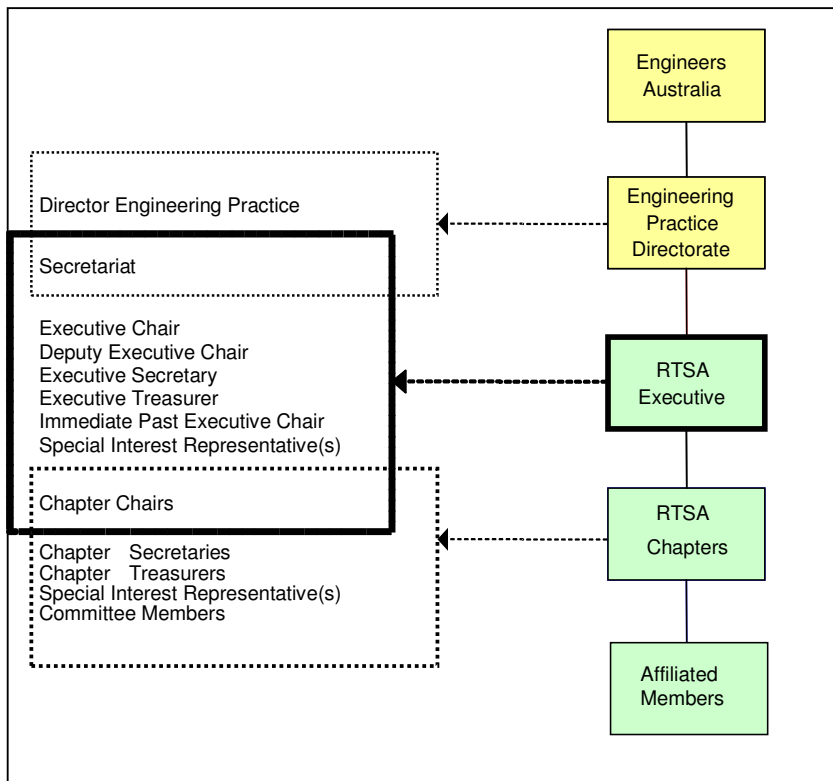 Engineers
Australia
Director Engineering Practice
Engineering
Practice
Directorate
Secretariat
Executive Chair
Deputy Executive Chair
Executive Secretary
Executive Treasurer
Immediate Past Executive Chair
Special Interest Representative(s)
RTSA
Executive
Chapter Chairs
Chapter Secretaries
Chapter Treasurers
Special Interest Representative(s)
Committee Members
RTSA
Chapters
Affiliated
Members